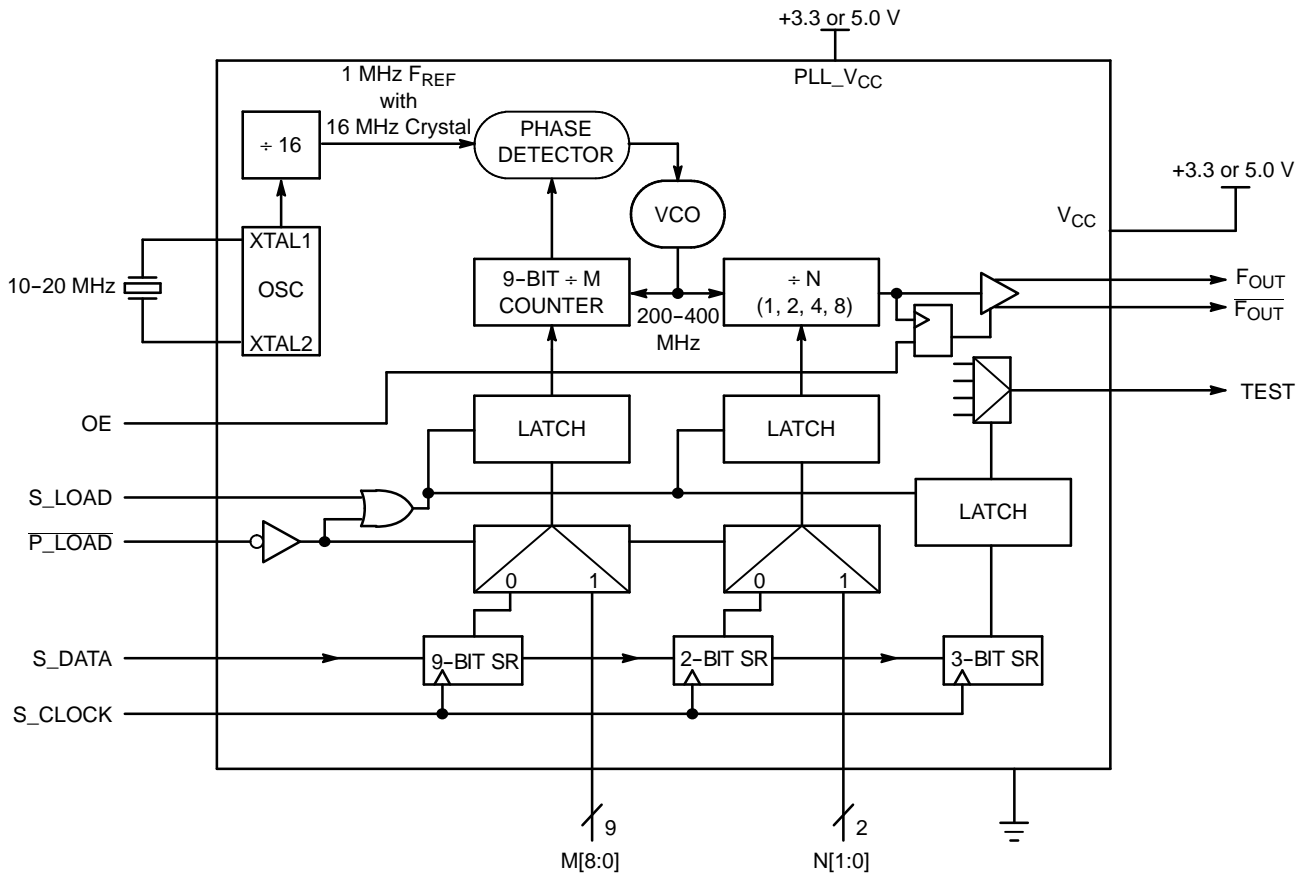 +3.3 or 5.0 V
PLL_VCC
1 MHz FREF
with
16 MHz Crystal
÷ 16
PHASE
DETECTOR
+3.3 or 5.0 V
VCC
VCO
XTAL1
OSC
XTAL2
10−20 MHz
9−BIT ÷ M
COUNTER
200−400
MHz
÷ N
(1, 2, 4, 8)
FOUT
FOUT
TEST
OE
LATCH
LATCH
S_LOAD
LATCH
P_LOAD
0
1
0
1
S_DATA
9−BIT SR
2−BIT SR
3−BIT SR
S_CLOCK
9
2
M[8:0]
N[1:0]